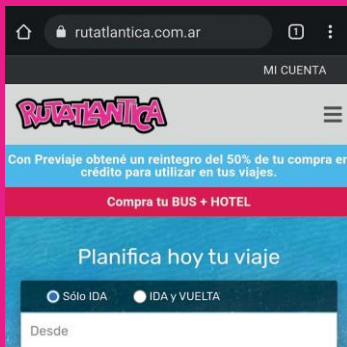 rutatlantica.com.ar
1
MI CUENTA
RUTATLANTICA
Con Previaje obtené un reintegro del 50% de tu compra en
crédito para utilizar en tus viajes.
Compra tu BUS + HOTEL
Planifica hoy tu viaje
Sólo IDA IDA y VUELTA
Desde